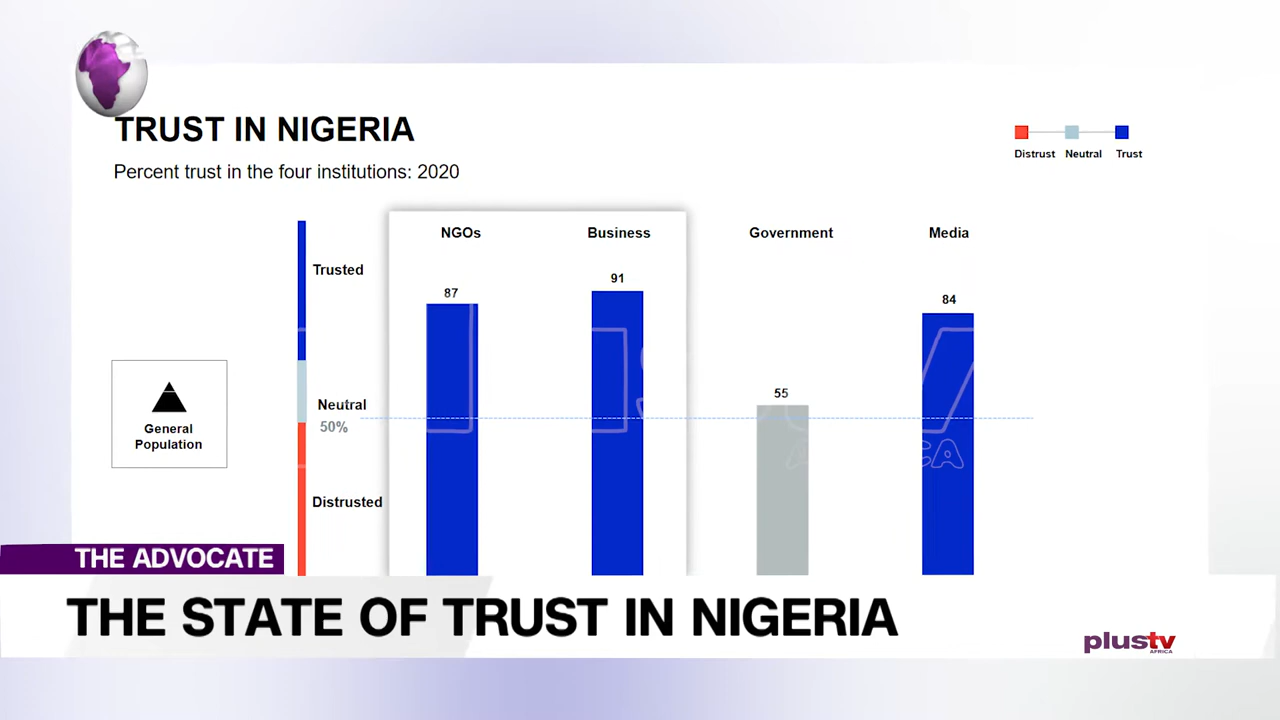 TRUST IN NIGERIA
Percent trust in the four institutions: 2020
Distrust Neutral Trust
NGOs Business Government Media
Trusted
87 91 55 84
Neutral
50%
General
Population
Distrusted
THE ADVOCATE
THE STATE OF TRUST IN NIGERIA
plustv
AFRICA